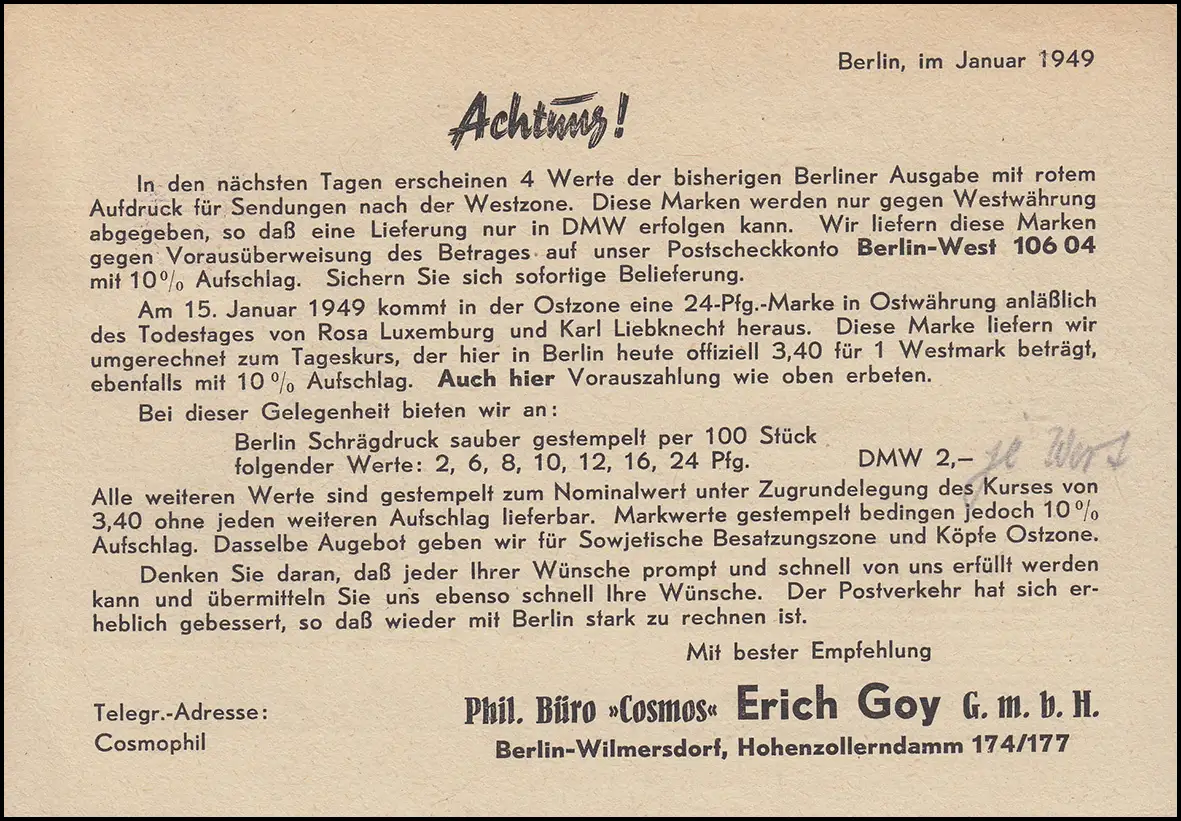 Berlin, im Januar 1949
Achtung!
In den nächsten Tagen erscheinen 4 Werte der bisherigen Berliner Ausgabe mit rotem
Aufdruck für Sendungen nach der Westzone. Diese Marken werden nur gegen Westwährung
abgegeben, so daß eine Lieferung nur in DMW erfolgen kann. Wir liefern diese Marken
gegen Vorausüberweisung des Betrages auf unser Postscheckkonto Berlin-West 106 04
mit 10% Aufschlag. Sichern Sie sich sofortige Belieferung.
Am 15. Januar 1949 kommt in der Ostzone eine 24-Pfg.-Marke in Ostwährung anläßlich
des Todestages von Rosa Luxemburg und Karl Liebknecht heraus. Diese Marke liefern wir
umgerechnet zum Tageskurs, der hier in Berlin heute offiziell 3,40 für 1 Westmark beträgt,
ebenfalls mit 10% Aufschlag. Auch hier Vorauszahlung wie oben erbeten.
Bei dieser Gelegenheit bieten wir an:
Berlin Schrägdruck sauber gestempelt per 100 Stück
folgender Werte: 2, 6, 8, 10, 12, 16, 24 Pfg. DMW 2,– je Wert
Alle weiteren Werte sind gestempelt zum Nominalwert unter Zugrundelegung des Kurses von
3,40 ohne jeden weiteren Aufschlag lieferbar. Markwerte gestempelt bedingen jedoch 10%
Aufschlag. Dasselbe Augebot geben wir für Sowjetische Besatzungszone und Köpfe Ostzone.
Denken Sie daran, daß jeder Ihrer Wünsche prompt und schnell von uns erfüllt werden
kann und übermitteln Sie uns ebenso schnell Ihre Wünsche. Der Postverkehr hat sich er-
heblich gebessert, so daß wieder mit Berlin stark zu rechnen ist.
Mit bester Empfehlung
Telegr.-Adresse:
Cosmophil
Phil. Büro »Cosmos« Erich Goy G. m. b. H.
Berlin-Wilmersdorf, Hohenzollerndamm 174/177